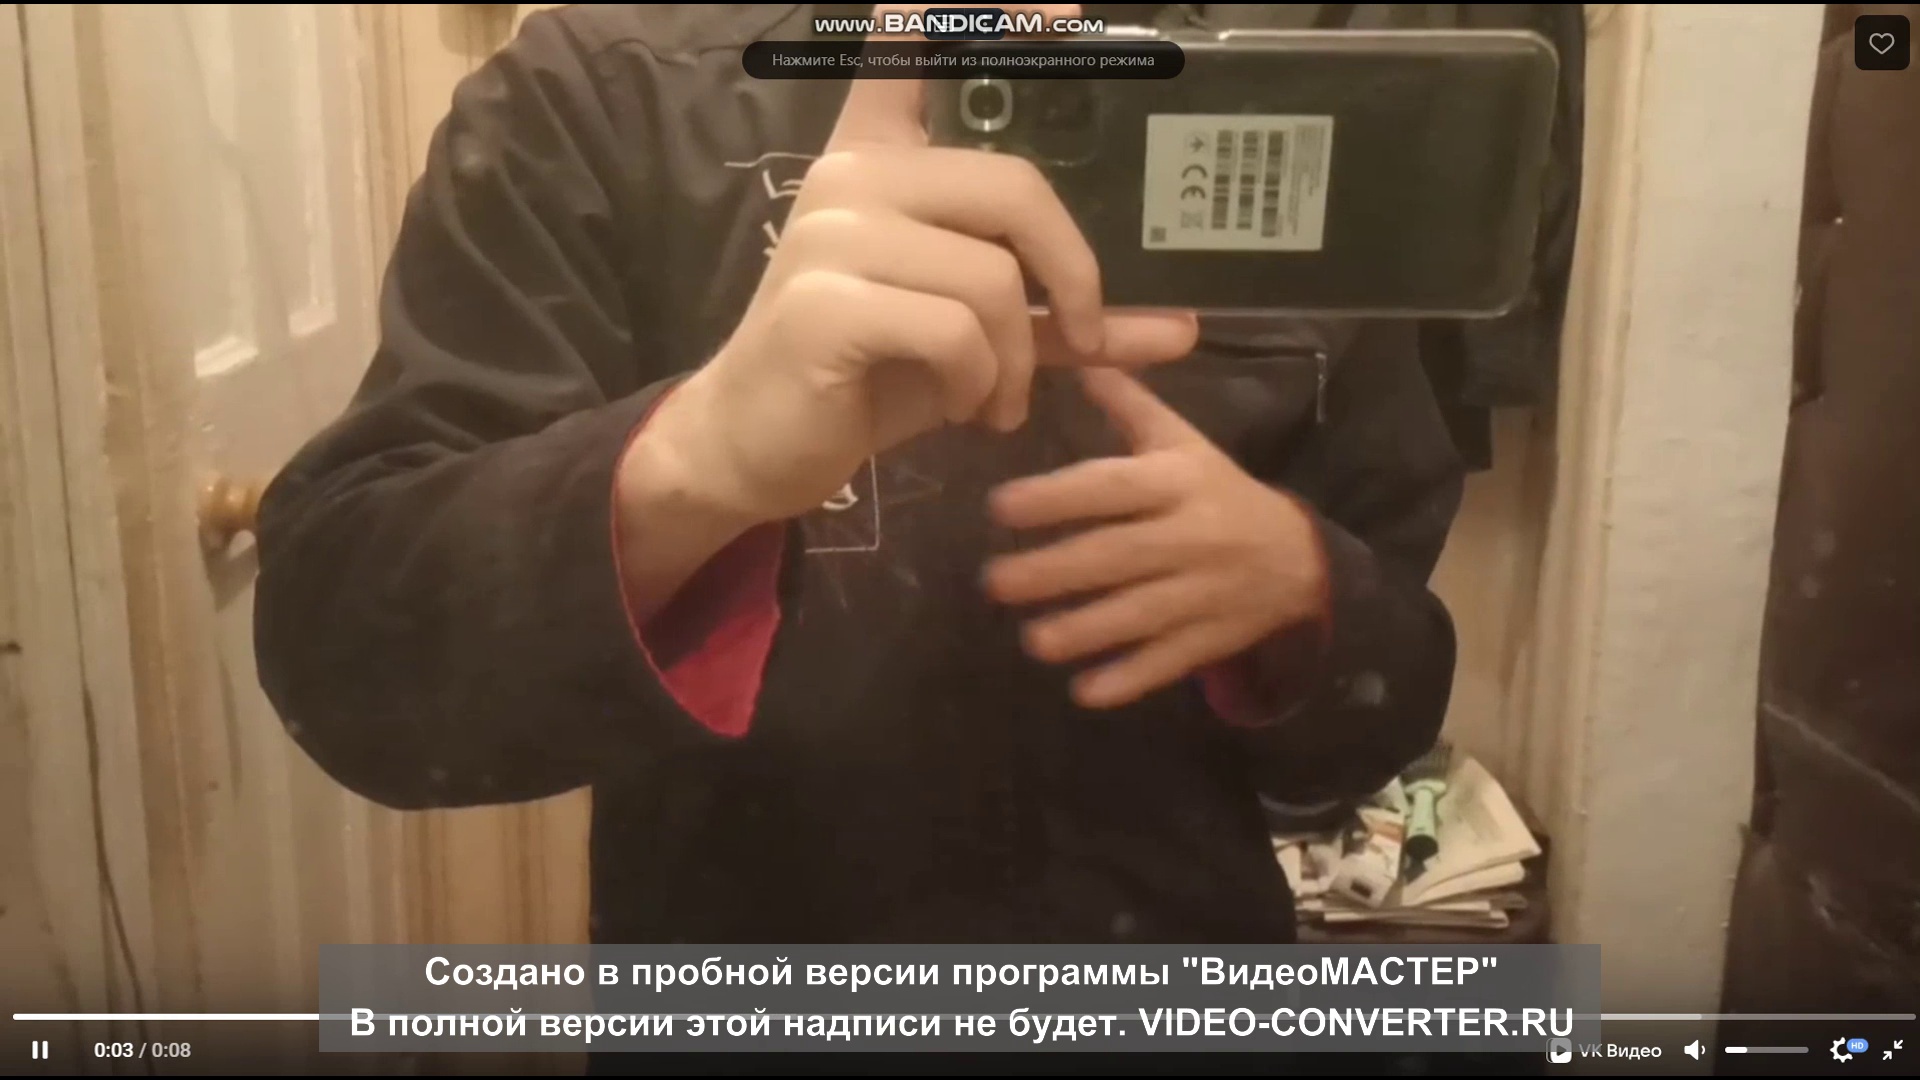 www.BANDICAM.com
Нажмите Esc, чтобы выйти из полноэкранного режима
CE
Создано в пробной версии программы "ВидеоМАСТЕР"
В полной версии этой надписи не будет. VIDEO-CONVERTER.RU
0:03 / 0:08
VK Видео
HD